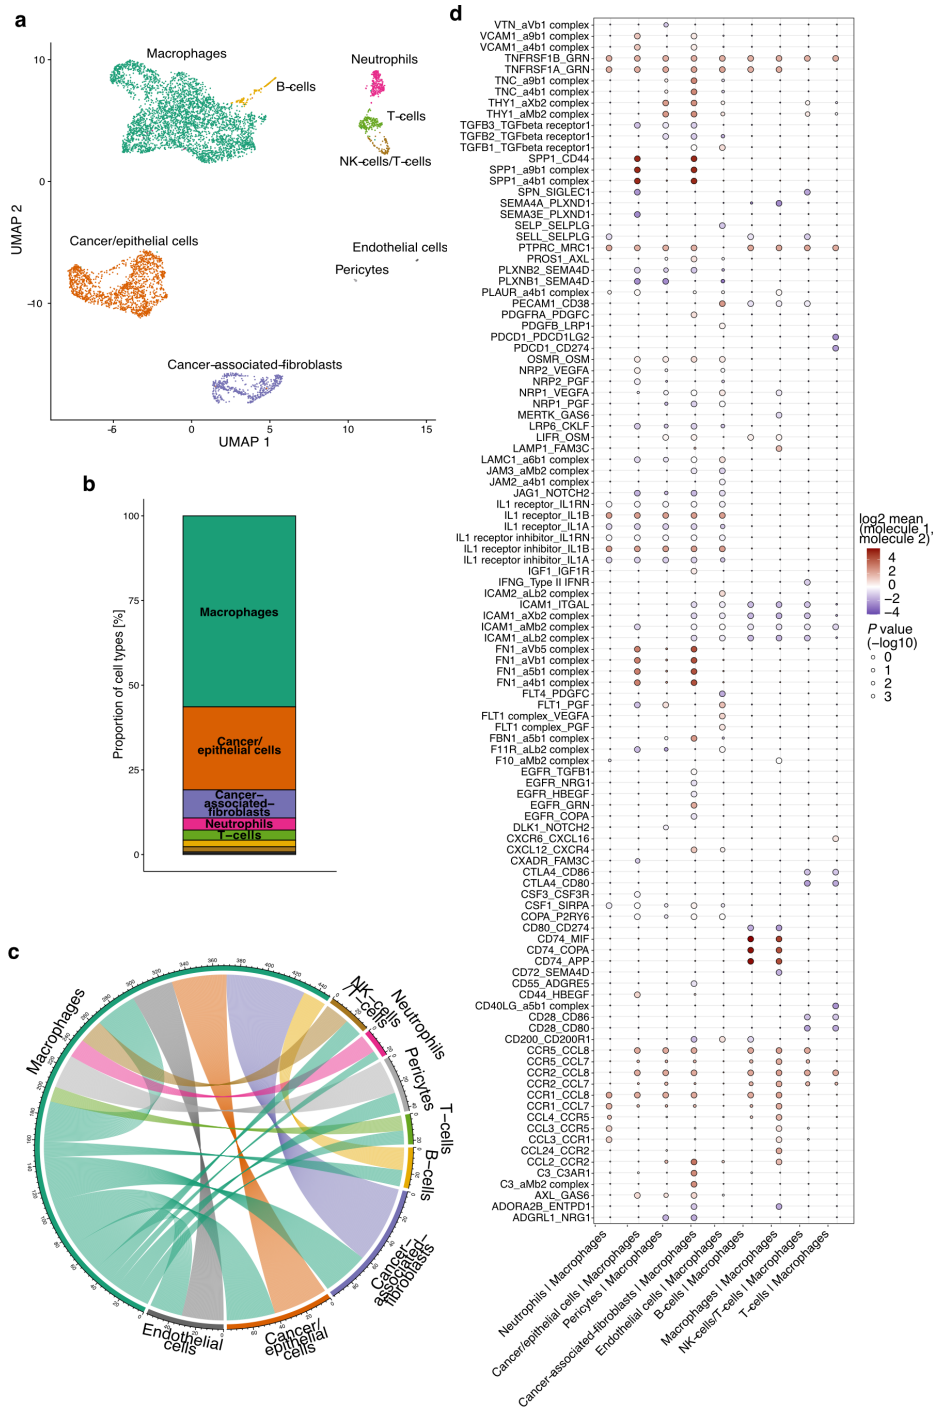 a
Macrophages
B-cells
Neutrophils
T-cells
NK-cells/T-cells
Cancer/epithelial cells
Endothelial cells
Pericytes
Cancer-associated-fibroblasts
10
0
−10
UMAP 2
-6
0
5
10
15
UMAP 1
b
100
75
50
25
0
Proportion of cell types [%]
Macrophages
Cancer/
epithelial cells
Cancer−
associated−
fibroblasts
Neutrophils
T−cells
c
Macrophages
NK-cells
/T-cells
Neutrophils
Pericytes
T-cells
B-cells
Cancer/
associated-
fibroblasts
Cancer/
epithelial
cells
Endothelial
cells
d
VTN_aVb1 complex
VCAM1_a9b1 complex
VCAM1_a4b1 complex
TNFRSF1B_GRN
TNFRSF1A_GRN
TNC_a9b1 complex
TNC_a4b1 complex
THY1_aXb2 complex
THY1_aMb2 complex
TGFB3_TGFbeta receptor1
TGFB2_TGFbeta receptor1
TGFB1_TGFbeta receptor1
SPP1_CD44
SPP1_a9b1 complex
SPP1_a4b1 complex
SPN_SIGLEC1
SEMA4A_PLXND1
SEMA3E_PLXND1
SELP_SELPLG
SELL_SELPLG
PTPRC_MRC1
PROS1_AXL
PLXNB2_SEMA4D
PLXNB1_SEMA4D
PLAUR_a4b1 complex
PECAM1_CD38
PDGFRA_PDGFC
PDGFB_LRP1
PDCD1_PDCD1LG2
PDCD1_CD274
OSMR_OSM
NRP2_VEGFA
NRP2_PGF
NRP1_VEGFA
NRP1_PGF
MERTK_GAS6
LRP6_CKLF
LIFR_OSM
LAMP1_FAM3C
LAMC1_a6b1 complex
JAM3_aMb2 complex
JAM2_a4b1 complex
JAG1_NOTCH2
IL1 receptor_IL1RN
IL1 receptor_IL1B
IL1 receptor_IL1A
IL1 receptor inhibitor_IL1RN
IL1 receptor inhibitor_IL1B
IL1 receptor inhibitor_IL1A
IGF1_IGF1R
IFNG_Type II IFNR
ICAM2_aLb2 complex
ICAM1_ITGAL
ICAM1_aXb2 complex
ICAM1_aMb2 complex
ICAM1_aLb2 complex
FN1_aVb5 complex
FN1_aVb1 complex
FN1_a5b1 complex
FN1_a4b1 complex
FLT4_PDGFC
FLT1_PGF
FLT1 complex_VEGFA
FLT1 complex_PGF
FBN1_a5b1 complex
F11R_aLb2 complex
F10_aMb2 complex
EGFR_TGFB1
EGFR_NRG1
EGFR_HBEGF
EGFR_GRN
EGFR_COPA
DLK1_NOTCH2
CXCR6_CXCL16
CXCL12_CXCR4
CXADR_FAM3C
CTLA4_CD86
CTLA4_CD80
CSF3_CSF3R
CSF1_SIRPA
COPA_P2RY6
CD80_CD274
CD74_MIF
CD74_COPA
CD74_APP
CD72_SEMA4D
CD55_ADGRE5
CD44_HBEGF
CD40LG_a5b1 complex
CD28_CD86
CD28_CD80
CD200_CD200R1
CCR5_CCL8
CCR5_CCL7
CCR2_CCL8
CCR2_CCL7
CCR1_CCL8
CCR1_CCL7
CCL4_CCR5
CCL3_CCR5
CCL3_CCR1
CCL24_CCR2
CCL2_CCR2
C3_C3AR1
C3_aMb2 complex
AXL_GAS6
ADORA2B_ENTPD1
ADGRL1_NRG1
Neutrophils | Macrophages
Cancer/epithelial cells | Macrophages
Pericytes | Macrophages
Cancer-associated-fibroblasts | Macrophages
Endothelial cells | Macrophages
B-cells | Macrophages
Macrophages | Macrophages
NK-cells/T-cells | Macrophages
T-cells | Macrophages
log2 mean
(molecule 1,
molecule 2)
4
2
0
−2
−4
P value
(−log10)
0
1
2
3